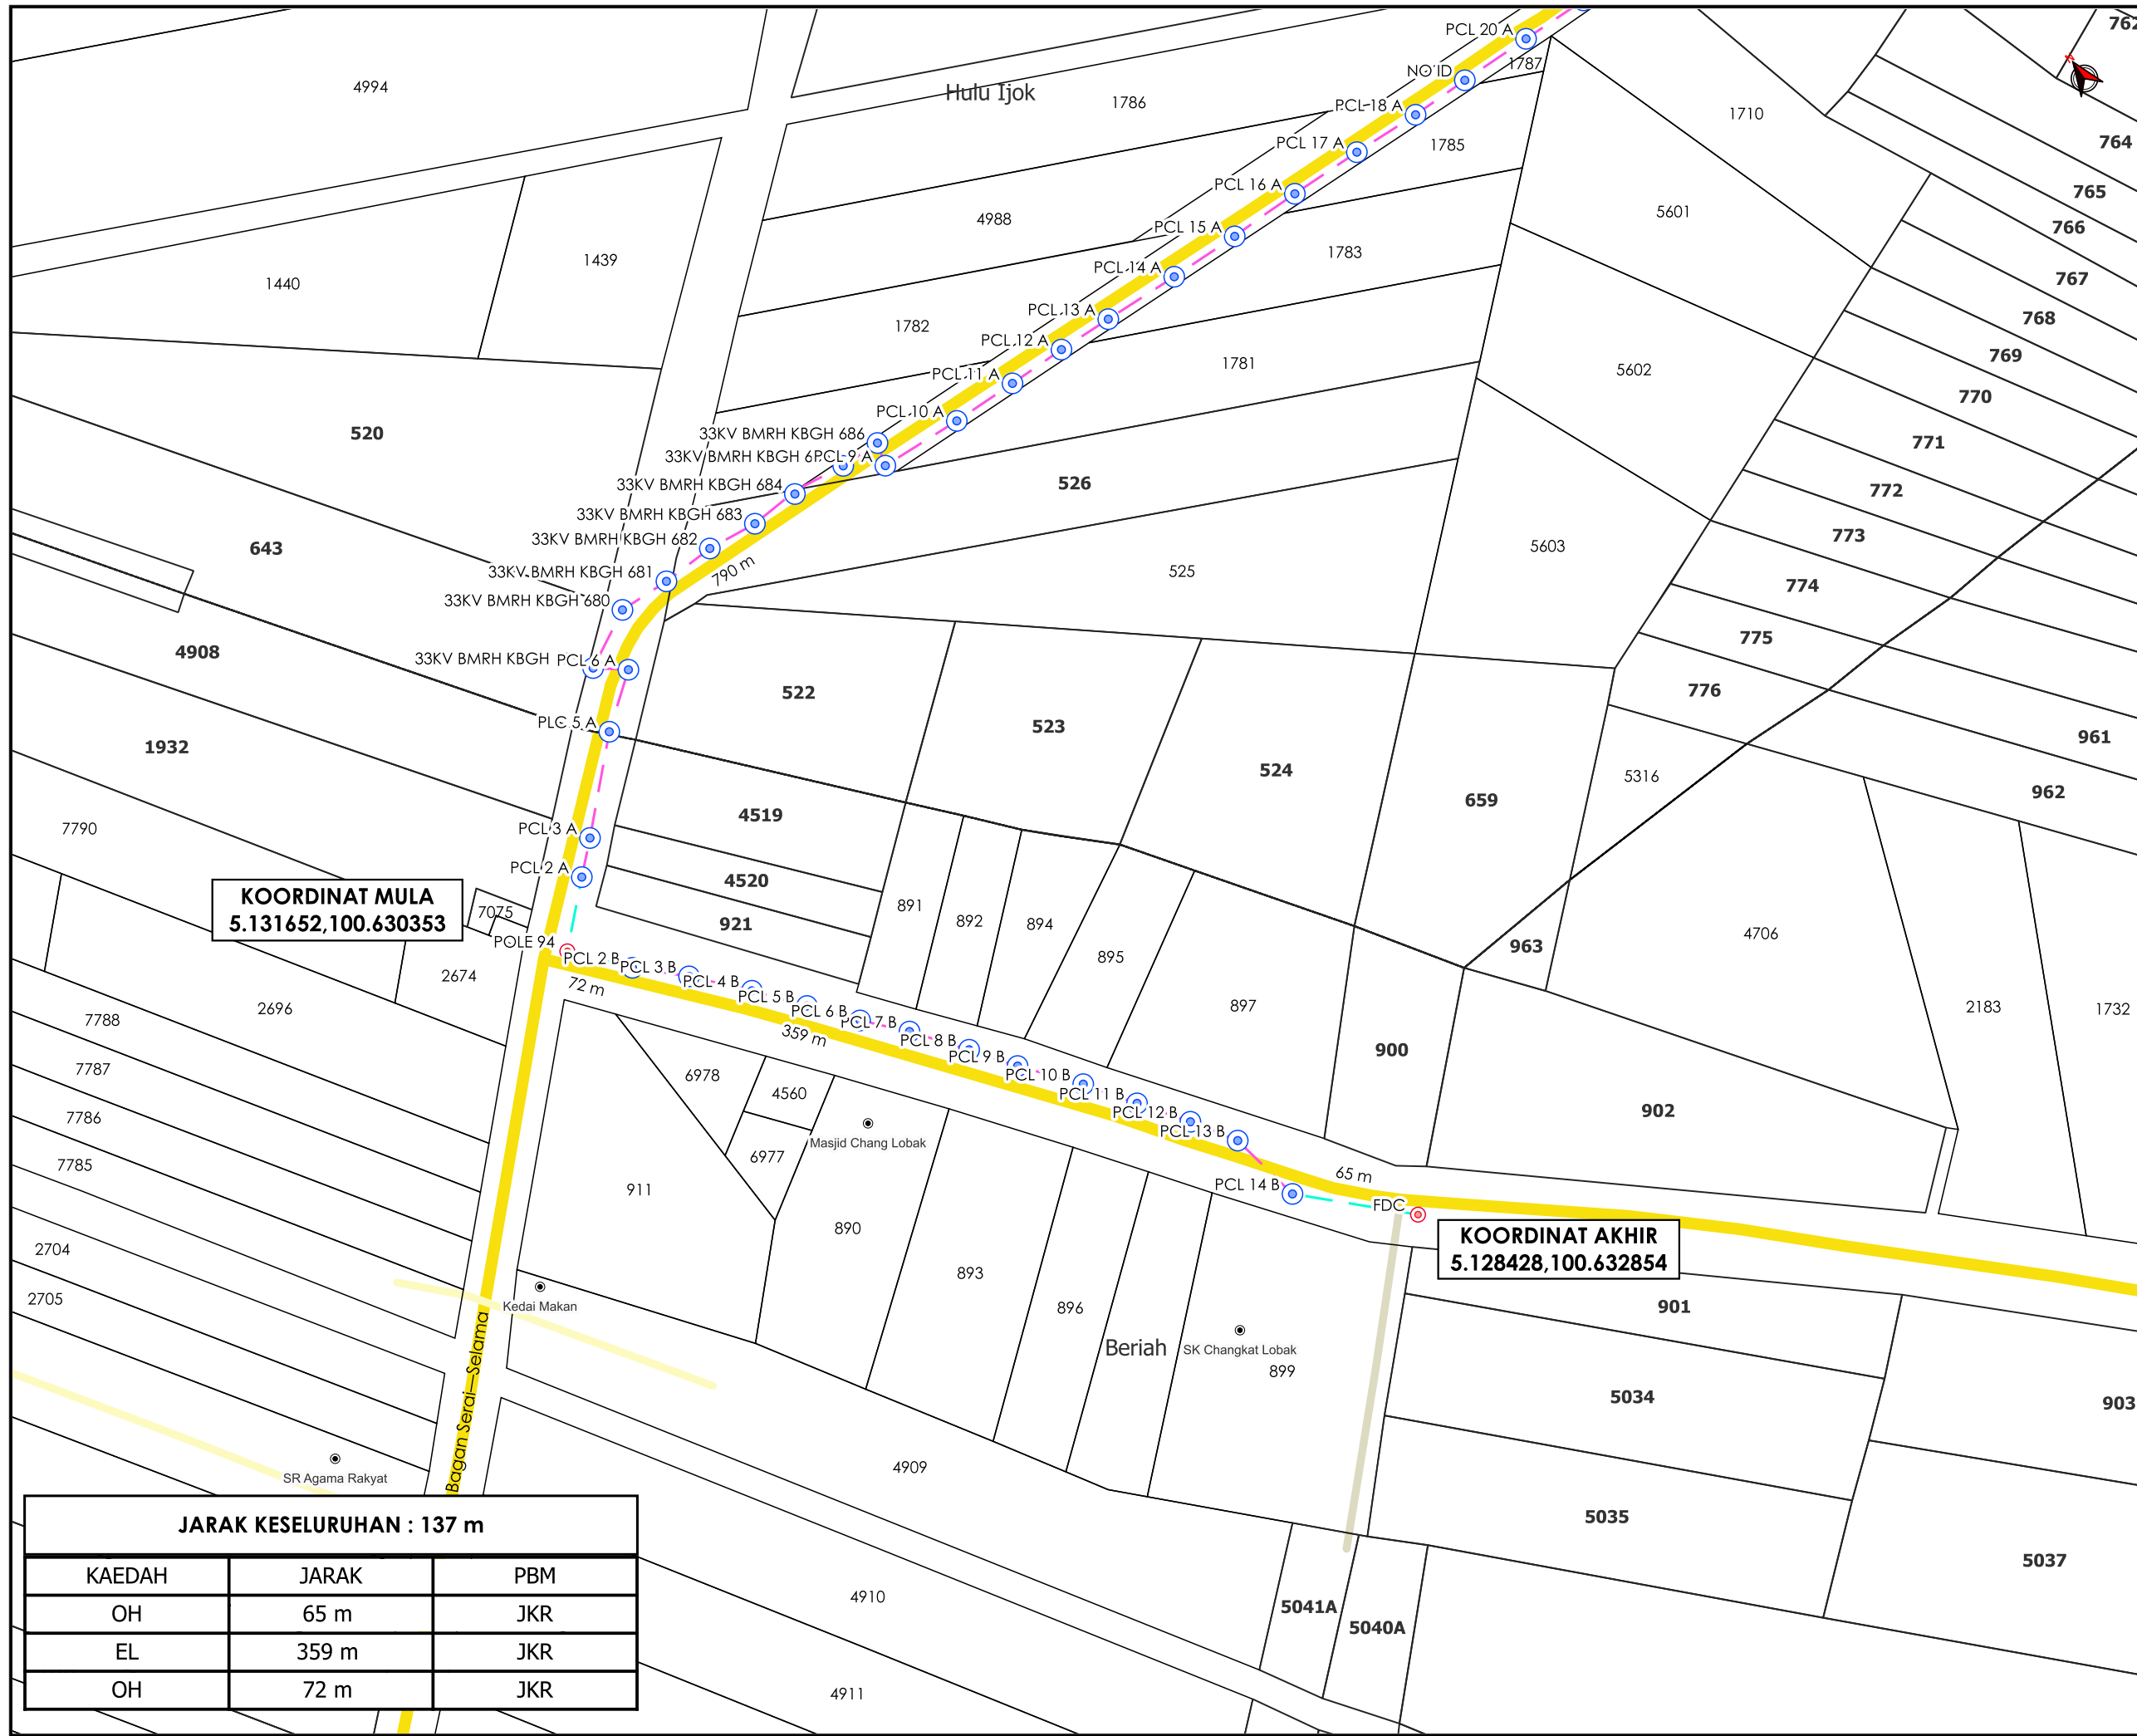 PCL 20 A
762
4994
Hulu Ijok
1786
NO ID
1787
PCL 18 A
1710
764
PCL 17 A
1785
765
PCL 16 A
5601
766
4988
PCL 15 A
1439
1783
767
1440
PCL 14 A
768
PCL 13 A
1782
PCL 12 A
769
1781
5602
PCL 11 A
770
PCL 10 A
520
33KV BMRH KBGH 686
771
PCL 9 A
33KV BMRH KBGH
33KV BMRH KBGH 684
526
772
33KV BMRH KBGH 683
33KV BMRH KBGH 682
773
643
5603
790 m
33KV BMRH KBGH 681
525
774
33KV BMRH KBGH 680
775
4908
33KV BMRH KBGH
PCL 6 A
522
776
PLC 5 A
523
961
1932
524
5316
962
659
4519
7790
PCL 3 A
PCL 2 A
4520
KOORDINAT MULA
5.131652,100.630353
7075
891
892
894
921
4706
POLE 94
963
895
PCL 2 B
PCL 3 B
PCL 4 B
2674
72 m
PCL 5 B
897
2183
1732
2696
PCL 6 B
PCL 7 B
7788
359 m
PCL 8 B
900
PCL 9 B
7787
6978
PCL 10 B
4560
PCL 11 B
902
7786
PCL 12 B
PCL 13 B
Masjid Chang Lobak
6977
7785
65 m
911
PCL 14 B
FDC
890
KOORDINAT AKHIR
5.128428,100.632854
2704
893
2705
Kedai Makan
896
901
Beriah
SK Changkat Lobak
899
5034
903
Bagan Serai—Selama
4909
SR Agama Rakyat
5035
5037
JARAK KESELURUHAN : 137 m
KAEDAH JARAK PBM
OH 65 m JKR
EL 359 m JKR
OH 72 m JKR
4910
5041A
5040A
4911